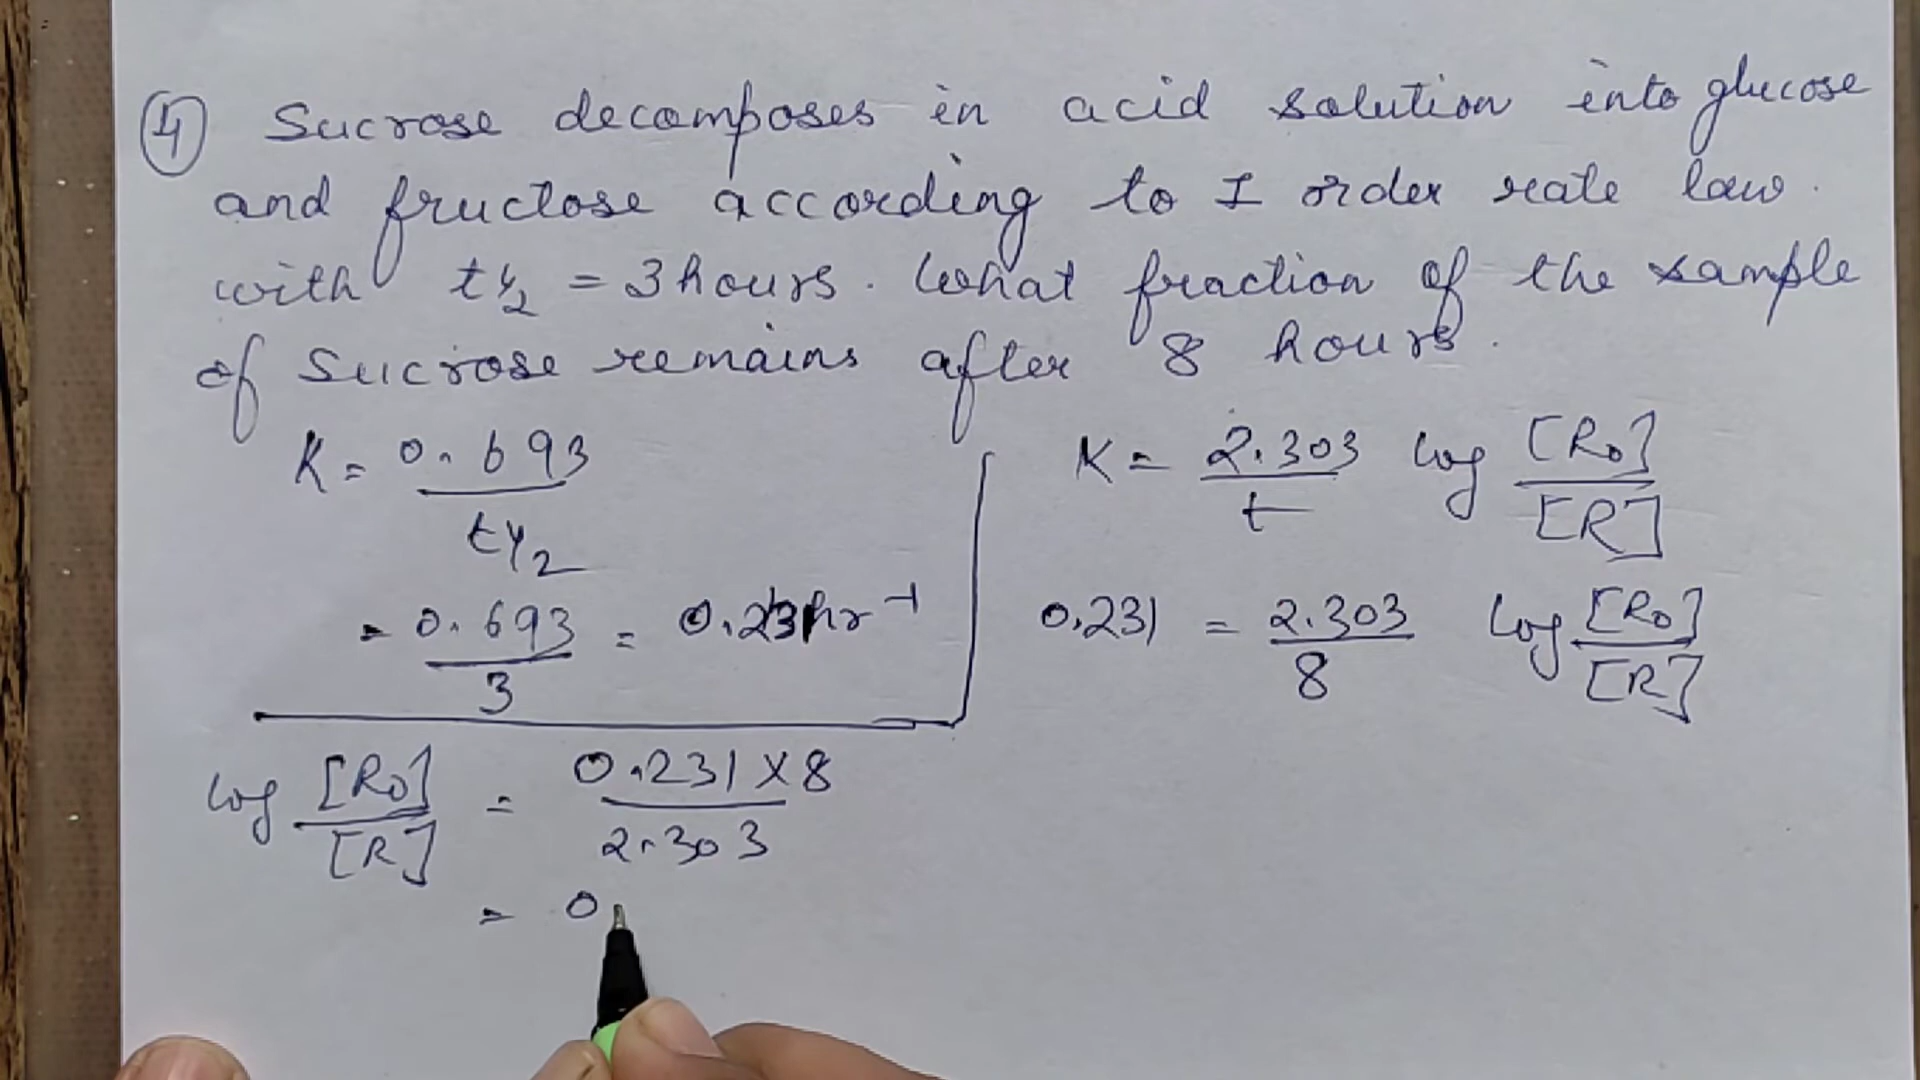 ④ Sucrose decomposes in acid solution into glucose
and fructose according to I order rate law.
with t½ = 3 hours. What fraction of the sample
of Sucrose remains after 8 hours.
K = 0.693 / t½
= 0.693 / 3 = 0.231 hr⁻¹
K = 2.303 / t log [R₀] / [R]
0.231 = 2.303 / 8 log [R₀] / [R]
log [R₀] / [R] = 0.231 X 8 / 2.303
= 0.